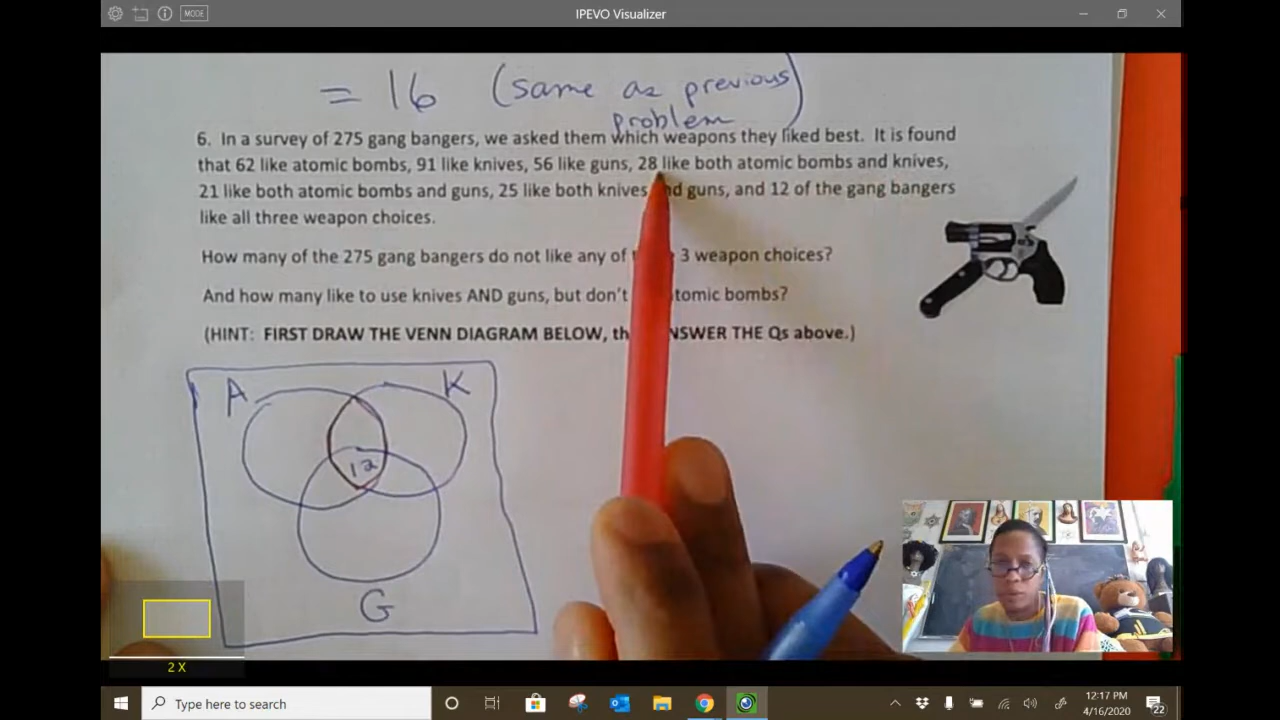 IPEVO Visualizer
MODE
= 16 (same as previous
problem)
6. In a survey of 275 gang bangers, we asked them which weapons they liked best. It is found
that 62 like atomic bombs, 91 like knives, 56 like guns, 28 like both atomic bombs and knives,
21 like both atomic bombs and guns, 25 like both knives and guns, and 12 of the gang bangers
like all three weapon choices.
How many of the 275 gang bangers do not like any of 3 weapon choices?
And how many like to use knives AND guns, but don't atomic bombs?
(HINT: FIRST DRAW THE VENN DIAGRAM BELOW, th NSWER THE Qs above.)
A K
12
G
2 X
Type here to search
12:17 PM
4/16/2020
22